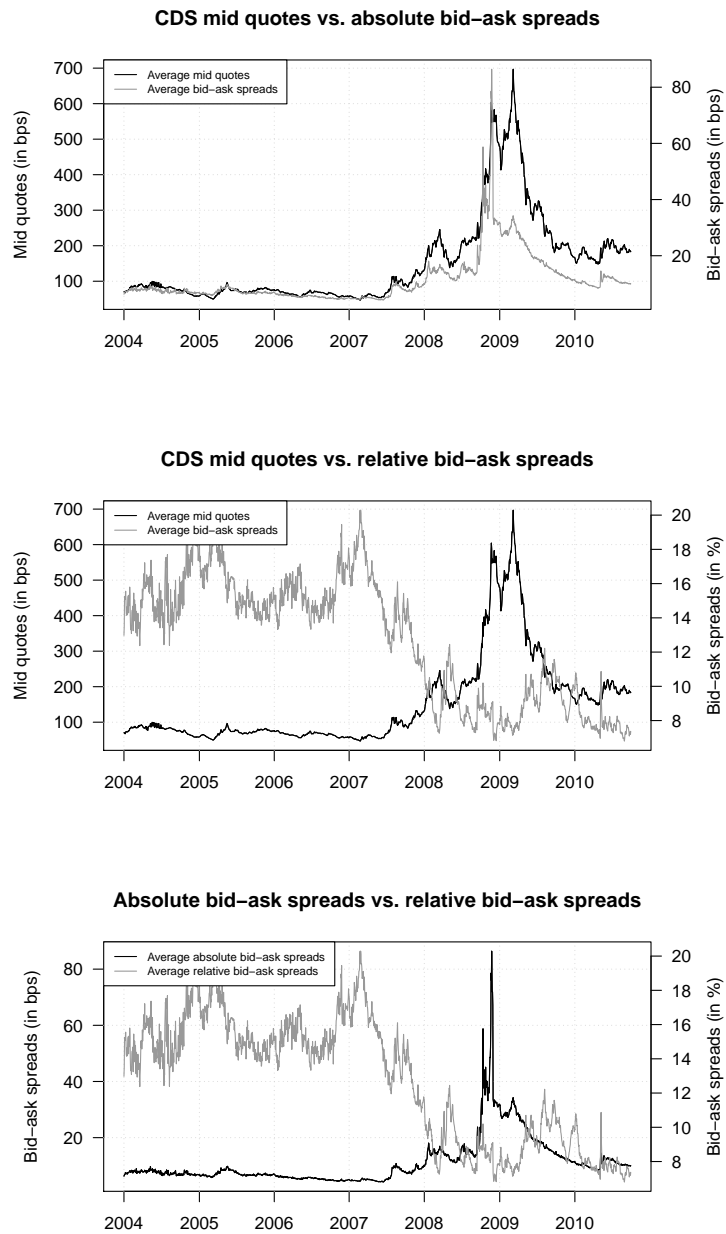 CDS mid quotes vs. absolute bid−ask spreads
Average mid quotes
Average bid−ask spreads
Mid quotes (in bps)
700
600
500
400
300
200
100
Bid−ask spreads (in bps)
80
60
40
20
2004 2005 2006 2007 2008 2009 2010
CDS mid quotes vs. relative bid−ask spreads
Average mid quotes
Average bid−ask spreads
Mid quotes (in bps)
700
600
500
400
300
200
100
Bid−ask spreads (in %)
20
18
16
14
12
10
8
2004 2005 2006 2007 2008 2009 2010
Absolute bid−ask spreads vs. relative bid−ask spreads
Average absolute bid−ask spreads
Average relative bid−ask spreads
Bid−ask spreads (in bps)
80
60
40
20
Bid−ask spreads (in %)
20
18
16
14
12
10
8
2004 2005 2006 2007 2008 2009 2010